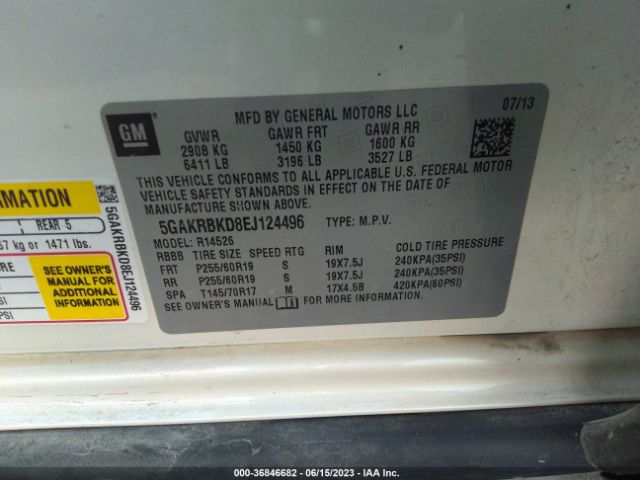 GM
MFD BY GENERAL MOTORS LLC
07/13
GVWR GAWR FRT GAWR RR
2908 KG 1450 KG 1600 KG
6411 LB 3196 LB 3527 LB
THIS VEHICLE CONFORMS TO ALL APPLICABLE U.S. FEDERAL MOTOR
VEHICLE SAFETY STANDARDS IN EFFECT ON THE DATE OF
MANUFACTURE SHOWN ABOVE.
5GAKRBKD8EJ124496 TYPE: M.P.V.
MODEL: R14526
RBBB TIRE SIZE SPEED RTG RIM COLD TIRE PRESSURE
FRT P255/60R19 S 19X7.5J 240KPA(35PSI)
RR P255/60R19 S 19X7.5J 240KPA(35PSI)
SPA T145/70R17 M 17X4.5B 420KPA(60PSI)
SEE OWNER'S MANUAL FOR MORE INFORMATION.
REAR 5
kg or 1471 lbs.
SEE OWNER'S
MANUAL FOR
ADDITIONAL
INFORMATION
5GAKRBKD8EJ124496
000-36846682 / 06/15/2023 / IAA Inc.